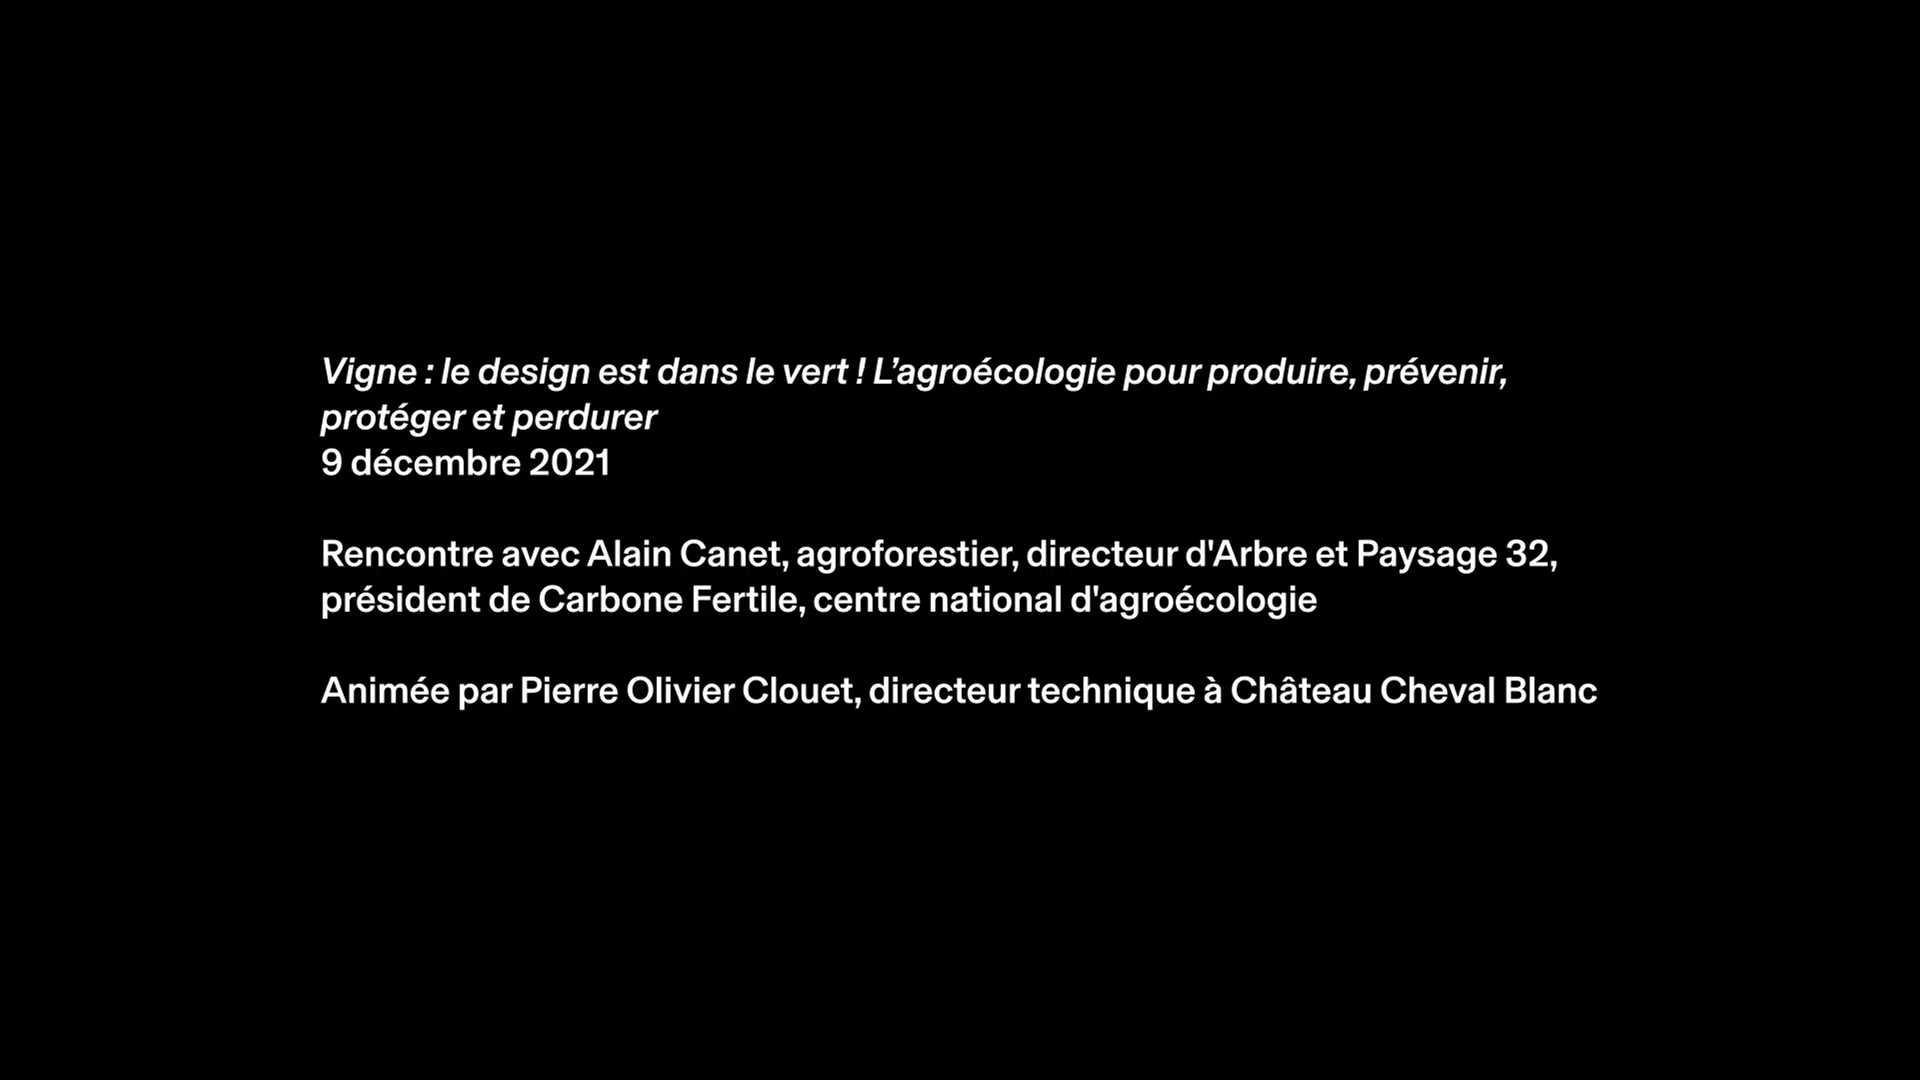 Vigne : le design est dans le vert ! L’agroécologie pour produire, prévenir,
protéger et perdurer
9 décembre 2021
Rencontre avec Alain Canet, agroforestier, directeur d'Arbre et Paysage 32,
président de Carbone Fertile, centre national d'agroécologie
Animée par Pierre Olivier Clouet, directeur technique à Château Cheval Blanc